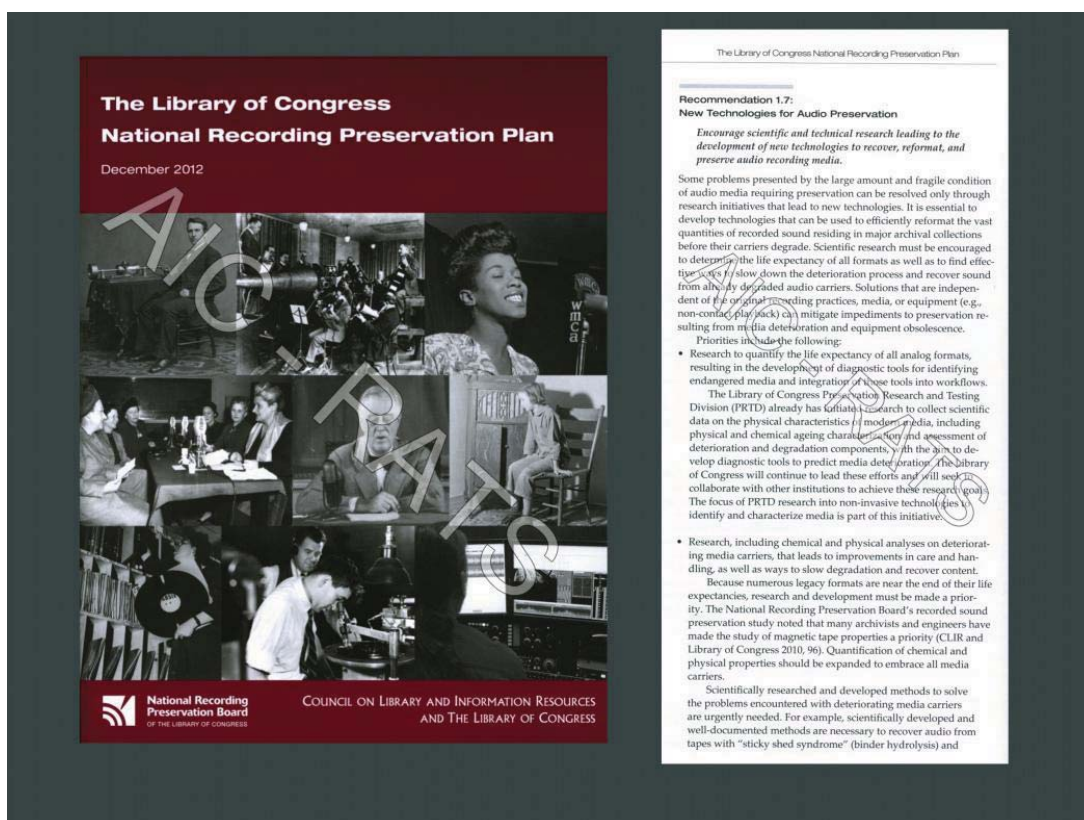 The Library of Congress
National Recording Preservation Plan
December 2012
wmca
National Recording
Preservation Board
OF THE LIBRARY OF CONGRESS
COUNCIL ON LIBRARY AND INFORMATION RESOURCES
AND THE LIBRARY OF CONGRESS
AIC - RATS
The Library of Congress National Recording Preservation Plan
Recommendation 1.7:
New Technologies for Audio Preservation
Encourage scientific and technical research leading to the
development of new technologies to recover, reformat, and
preserve audio recording media.
Some problems presented by the large amount and fragile condition
of audio media requiring preservation can be resolved only through
research initiatives that lead to new technologies. It is essential to
develop technologies that can be used to efficiently reformat the vast
quantities of recorded sound residing in major archival collections
before their carriers degrade. Scientific research must be encouraged
to determine the life expectancy of all formats as well as to find effec-
tive ways to slow down the deterioration process and recover sound
from already degraded audio carriers. Solutions that are indepen-
dent of the original recording practices, media, or equipment (e.g.,
non-contact playback) can mitigate impediments to preservation re-
sulting from media deterioration and equipment obsolescence.
Priorities include the following:
• Research to quantify the life expectancy of all analog formats,
resulting in the development of diagnostic tools for identifying
endangered media and integration of those tools into workflows.
The Library of Congress Preservation Research and Testing
Division (PRTD) already has initiated research to collect scientific
data on the physical characteristics of modern media, including
physical and chemical ageing characterization and assessment of
deterioration and degradation components, with the aim to de-
velop diagnostic tools to predict media deterioration. The Library
of Congress will continue to lead these efforts and will seek to
collaborate with other institutions to achieve these research goals.
The focus of PRTD research into non-invasive technologies to
identify and characterize media is part of this initiative.
• Research, including chemical and physical analyses on deteriorat-
ing media carriers, that leads to improvements in care and han-
dling, as well as ways to slow degradation and recover content.
Because numerous legacy formats are near the end of their life
expectancies, research and development must be made a prior-
ity. The National Recording Preservation Board's recorded sound
preservation study noted that many archivists and engineers have
made the study of magnetic tape properties a priority (CLIR and
Library of Congress 2010, 96). Quantification of chemical and
physical properties should be expanded to embrace all media
carriers.
Scientifically researched and developed methods to solve
the problems encountered with deteriorating media carriers
are urgently needed. For example, scientifically developed and
well-documented methods are necessary to recover audio from
tapes with "sticky shed syndrome" (binder hydrolysis) and
AIC - RATS